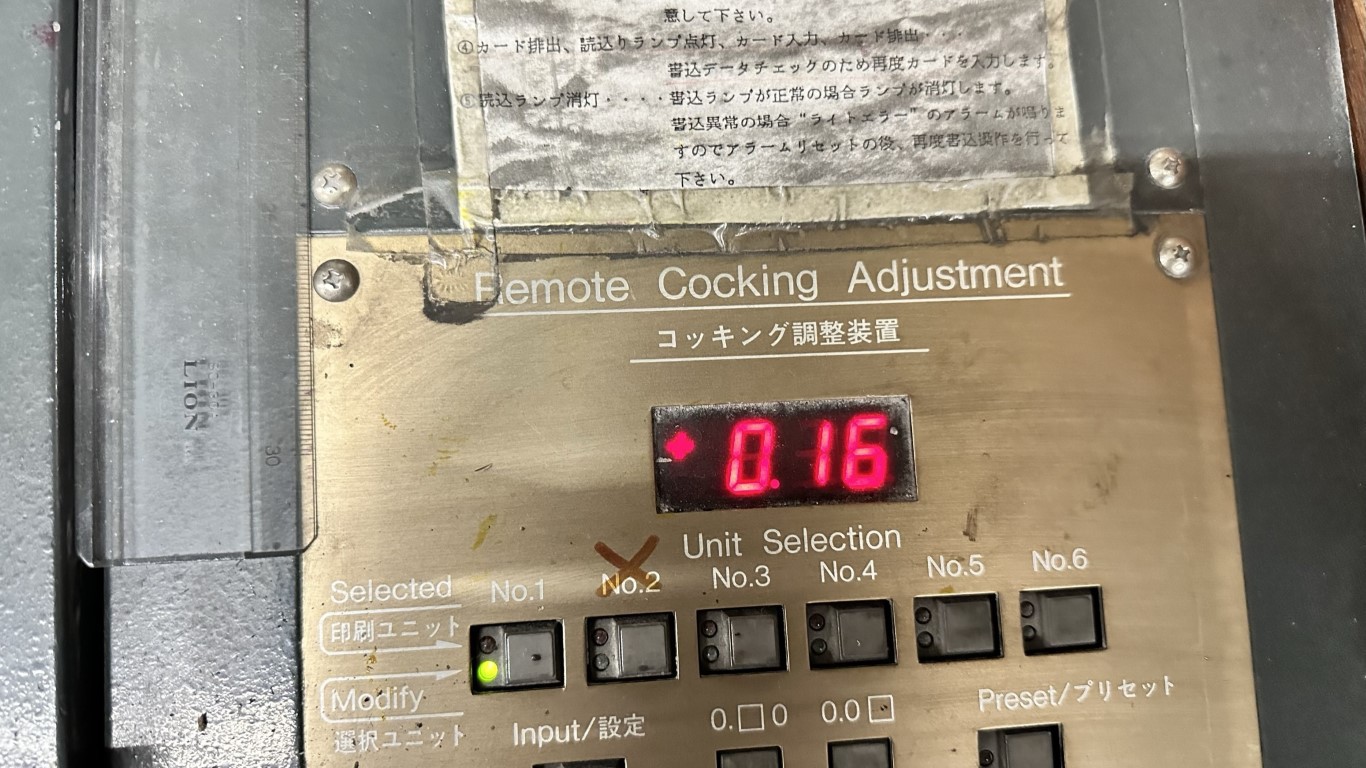 意して下さい。
④カード排出、読込りランプ点灯、カード入力、カード排出・・・
書込データチェックのため再度カードを入力します。
⑤読込ランプ消灯・・・・書込ランプが正常の場合ランプが消灯します。
書込異常の場合“ライトエラー”のアラームが鳴りま
すのでアラームリセットの後、再度書込操作を行って
下さい。
Remote Cocking Adjustment
コッキング調整装置
LION
30
+ 0.16
Unit Selection
Selected No.1 No.2 No.3 No.4 No.5 No.6
印刷ユニット
Modify
選択ユニット
Input/設定 0.□0 0.0□ Preset/プリセット